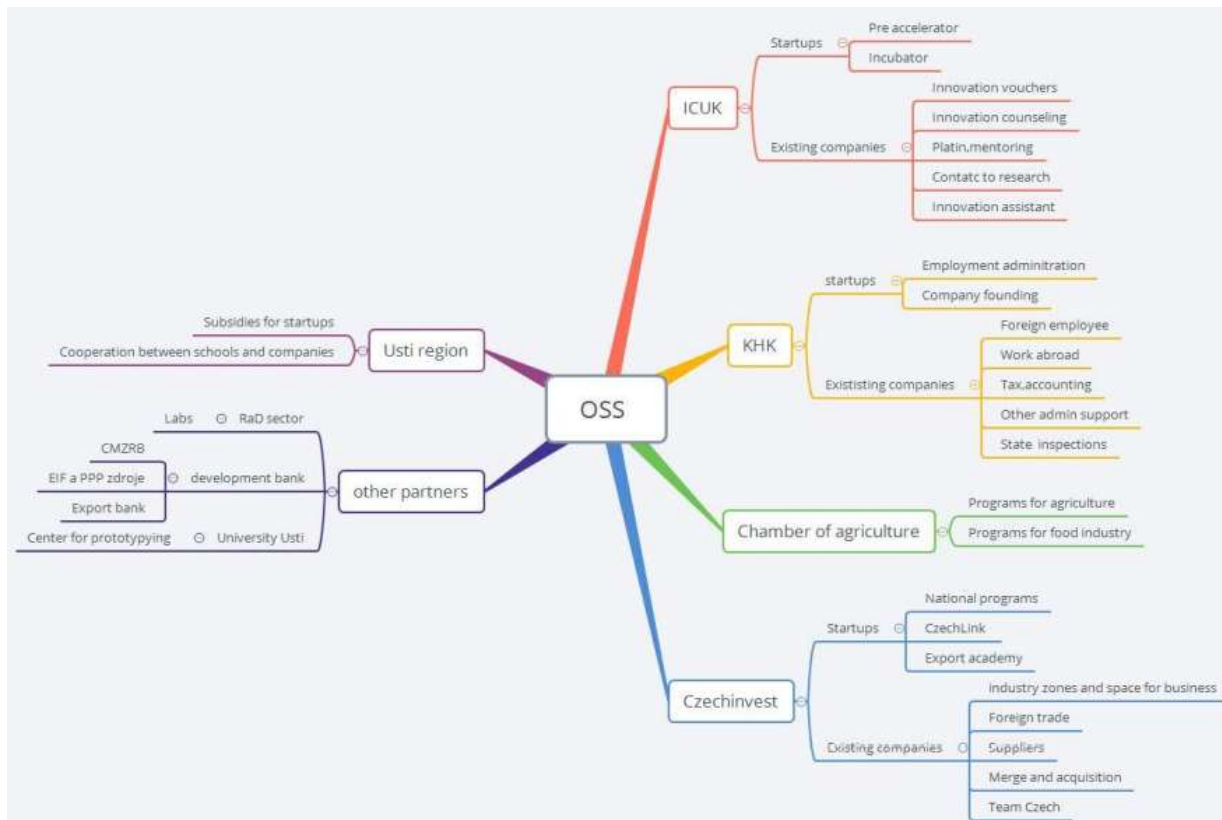 OSS
ICUK
Startups
Pre accelerator
Incubator
Existing companies
Innovation vouchers
Innovation counseling
Platin,mentoring
Contatc to research
Innovation assistant
KHK
startups
Employment adminitration
Company founding
Exististing companies
Foreign employee
Work abroad
Tax,accounting
Other admin support
State inspections
Chamber of agriculture
Programs for agriculture
Programs for food industry
Czechinvest
Startups
National programs
CzechLink
Export academy
Existing companies
Industry zones and space for business
Foreign trade
Suppliers
Merge and acquisition
Team Czech
Usti region
Subsidies for startups
Cooperation between schools and companies
other partners
RaD sector
Labs
development bank
CMZRB
EIF a PPP zdroje
Export bank
University Usti
Center for prototypying